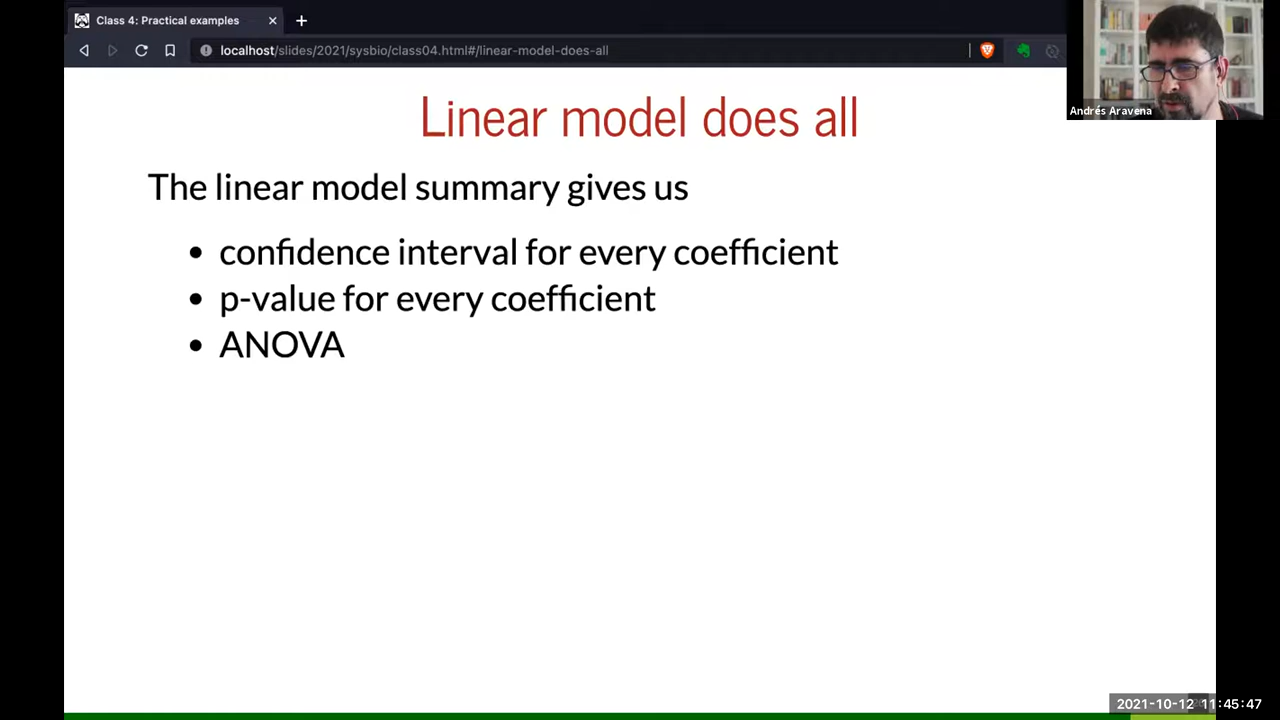 Class 4: Practical examples
localhost/slides/2021/sysbio/class04.html#/linear-model-does-all
Andrés Aravena
Linear model does all
The linear model summary gives us
• confidence interval for every coefficient
• p-value for every coefficient
• ANOVA
2021-10-12 11:45:47